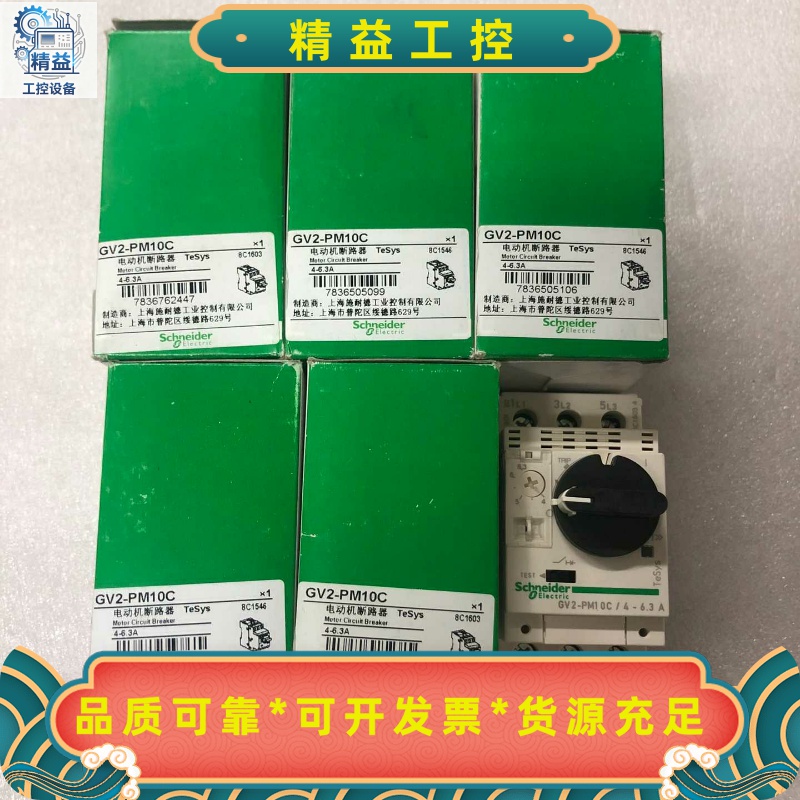 精益
工控设备
精益工控
GV2-PM10C ×1
电动机断路器 TeSys 8C1603
Motor Circuit Breaker
4-6.3A
7836762447
制造商：上海施耐德工业控制有限公司
地址：上海市普陀区绥德路629号
Schneider
Electric
GV2-PM10C ×1
电动机断路器 TeSys 8C1546
Motor Circuit Breaker
4-6.3A
7836505099
制造商：上海施耐德工业控制有限公司
地址：上海市普陀区绥德路629号
Schneider
Electric
GV2-PM10C ×1
电动机断路器 TeSys 8C1546
Motor Circuit Breaker
4-6.3A
7836505106
制造商：上海施耐德工业控制有限公司
地址：上海市普陀区绥德路629号
Schneider
Electric
GV2-PM10C ×1
电动机断路器 TeSys 8C1546
Motor Circuit Breaker
4-6.3A
GV2-PM10C ×1
电动机断路器 TeSys 8C1603
Motor Circuit Breaker
4-6.3A
3L2 5L3
TRIP
TEST
Schneider
Electric
TeSys
GV2-PM10C / 4 - 6.3 A
品质可靠*可开发票*货源充足